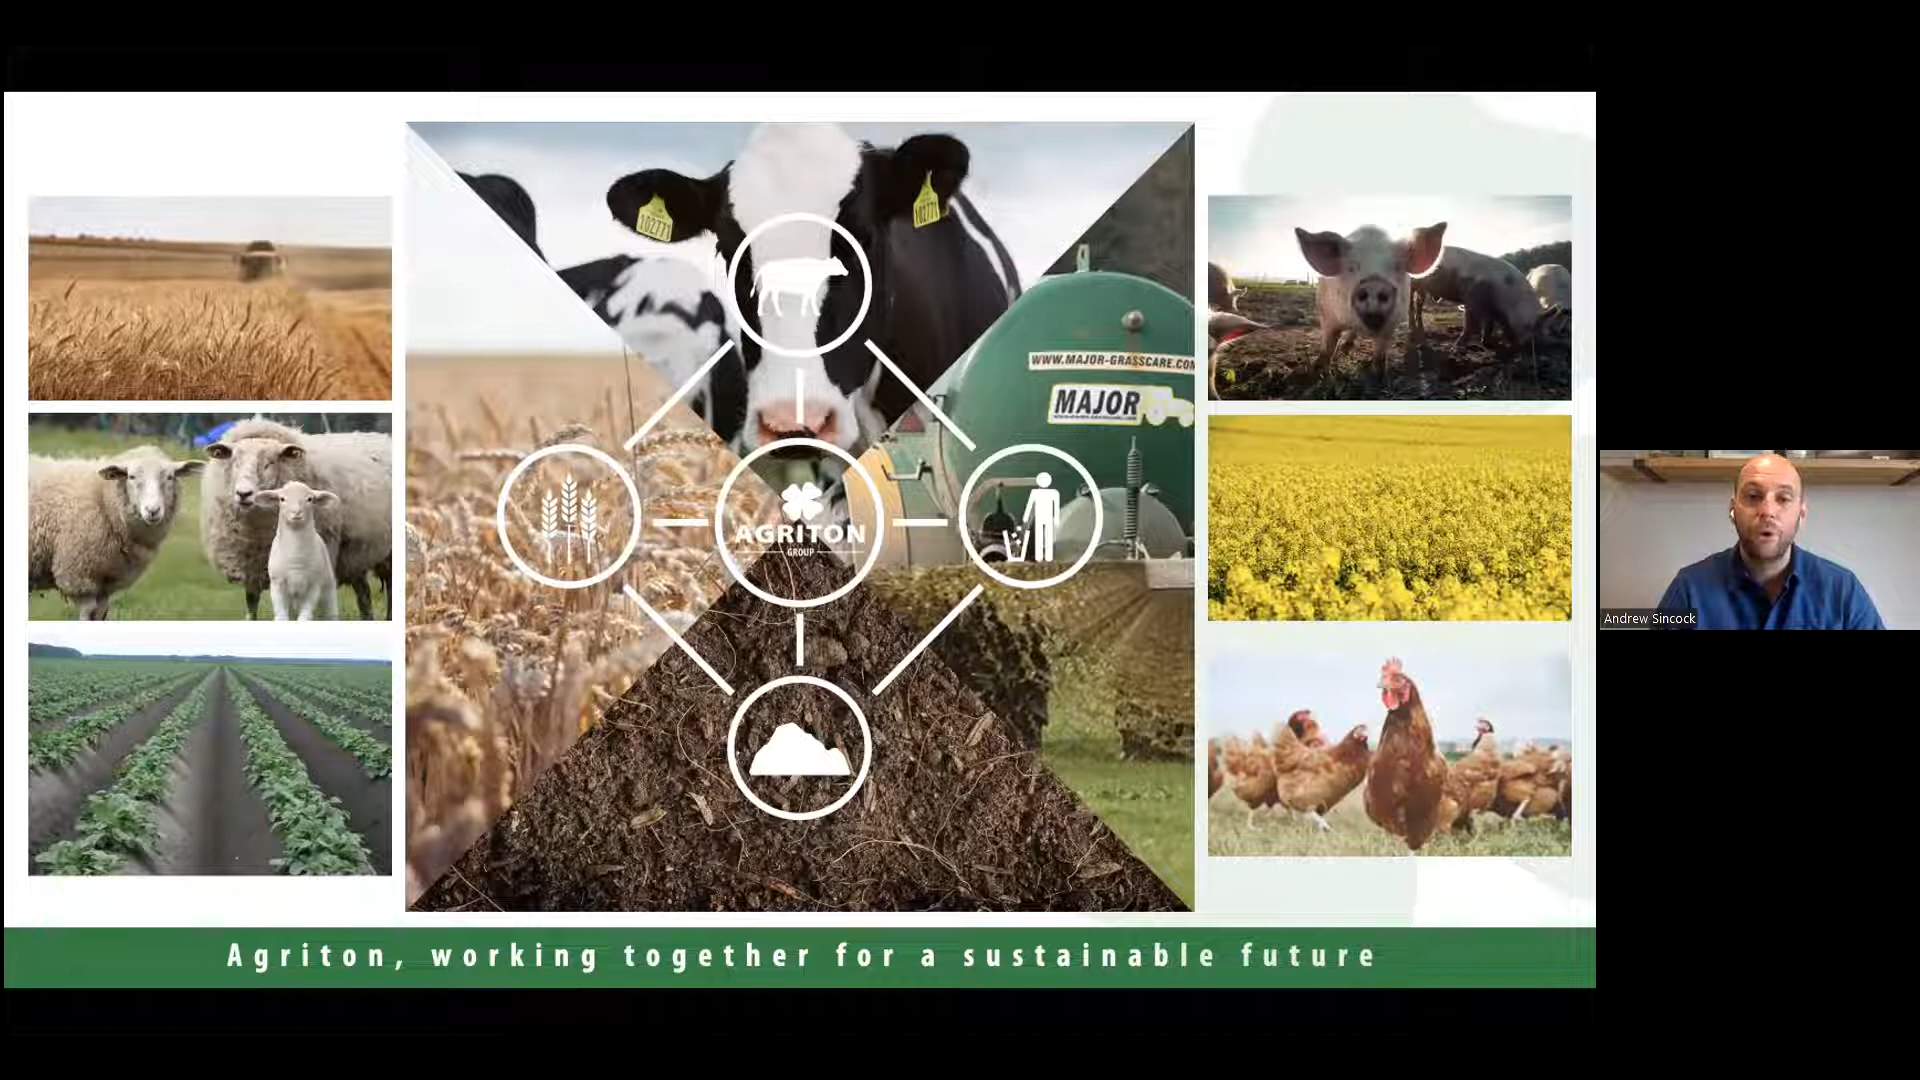 102771
102771
WWW.MAJOR-GRASSCARE.COM
MAJOR
AGRITON
GROUP
Andrew Sincock
Agriton, working together for a sustainable future